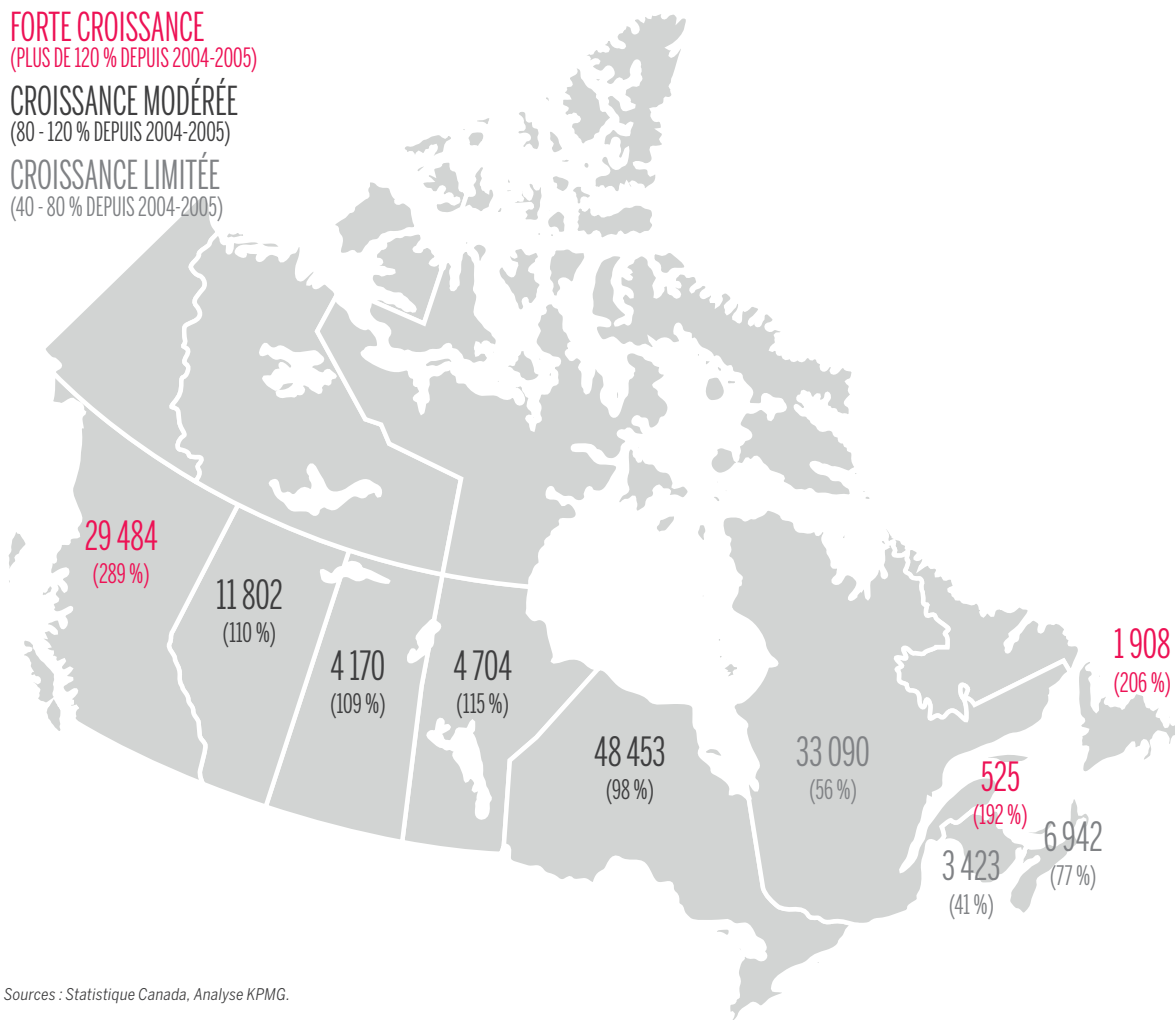 FORTE CROISSANCE
(PLUS DE 120 % DEPUIS 2004-2005)
CROISSANCE MODÉRÉE
(80 - 120 % DEPUIS 2004-2005)
CROISSANCE LIMITÉE
(40 - 80 % DEPUIS 2004-2005)
29 484
(289 %)
11 802
(110 %)
4 170
(109 %)
4 704
(115 %)
48 453
(98 %)
33 090
(56 %)
1 908
(206 %)
525
(192 %)
6 942
(77 %)
3 423
(41 %)
Sources : Statistique Canada, Analyse KPMG.